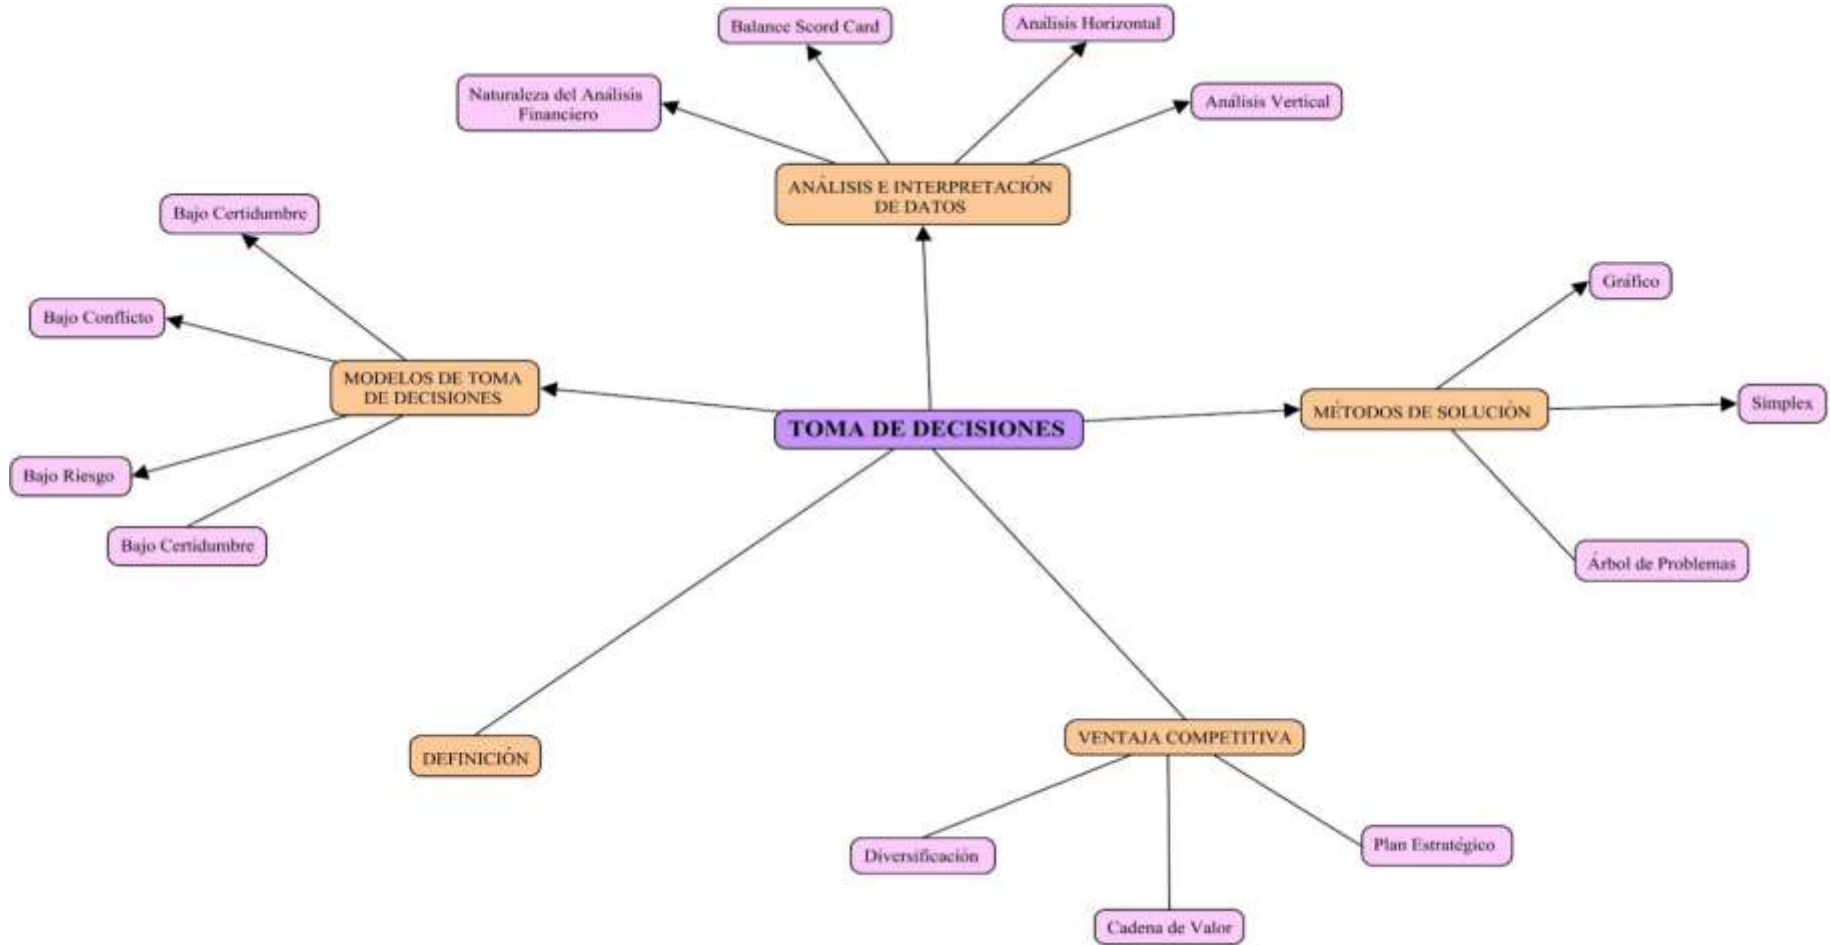 Balance Scord Card
Análisis Horizontal
Naturaleza del Análisis
Financiero
Análisis Vertical
ANÁLISIS E INTERPRETACIÓN
DE DATOS
Bajo Certidumbre
Bajo Conflicto
MODELOS DE TOMA
DE DECISIONES
Bajo Riesgo
Bajo Certidumbre
TOMA DE DECISIONES
Gráfico
MÉTODOS DE SOLUCIÓN
Simplex
Árbol de Problemas
DEFINICIÓN
VENTAJA COMPETITIVA
Diversificación
Plan Estratégico
Cadena de Valor